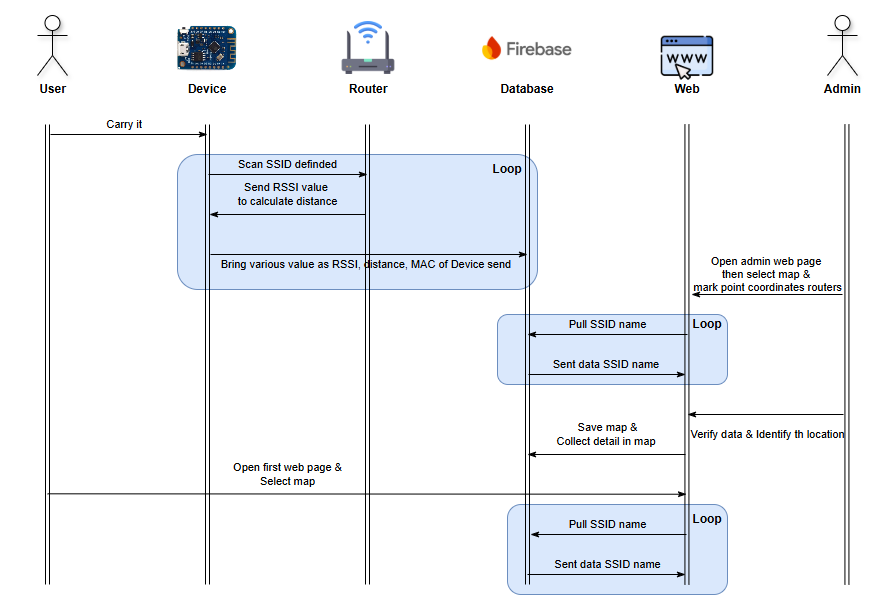 Firebase
WWW
User
Device
Router
Database
Web
Admin
Carry it
Scan SSID definded
Loop
Send RSSI value
to calculate distance
Bring various value as RSSI, distance, MAC of Device send
Open admin web page
then select map &
mark point coordinates routers
Pull SSID name
Loop
Sent data SSID name
Save map &
Collect detail in map
Verify data & Identify th location
Open first web page &
Select map
Pull SSID name
Loop
Sent data SSID name